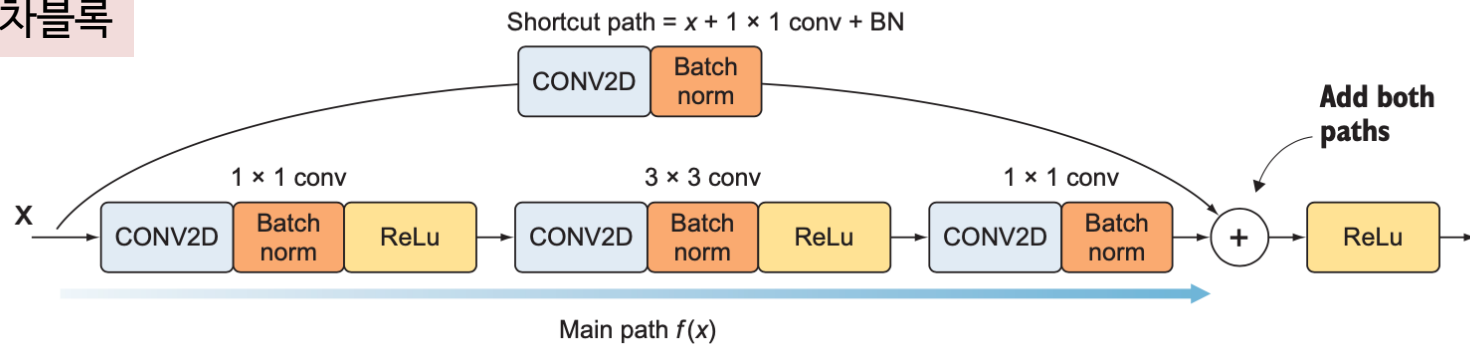 차블록
Shortcut path = x + 1 × 1 conv + BN
CONV2D
Batch
norm
Add both
paths
1 × 1 conv
3 × 3 conv
1 × 1 conv
X
CONV2D
Batch
norm
ReLu
CONV2D
Batch
norm
ReLu
CONV2D
Batch
norm
+
ReLu
Main path f(x)